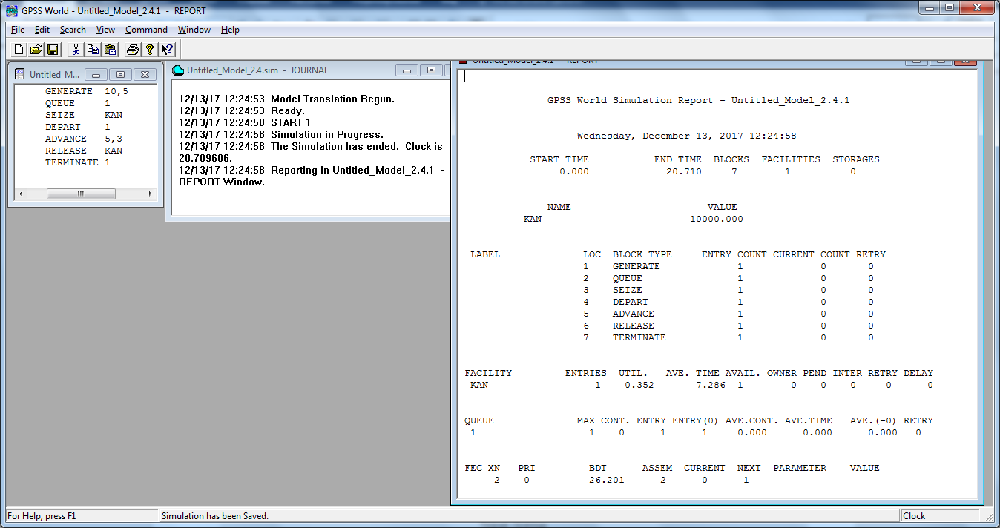 GPSS World - Untitled_Model_2.4.1 - REPORT
File Edit Search View Command Window Help
Untitled_M...
GENERATE 10,5
QUEUE 1
SEIZE KAN
DEPART 1
ADVANCE 5,3
RELEASE KAN
TERMINATE 1
Untitled_Model_2.4.sim - JOURNAL
12/13/17 12:24:53 Model Translation Begun.
12/13/17 12:24:53 Ready.
12/13/17 12:24:58 START 1
12/13/17 12:24:58 Simulation in Progress.
12/13/17 12:24:58 The Simulation has ended. Clock is
20.709606.
12/13/17 12:24:58 Reporting in Untitled_Model_2.4.1 -
REPORT Window.
Untitled_Model_2.4.1 - REPORT
GPSS World Simulation Report - Untitled_Model_2.4.1
Wednesday, December 13, 2017 12:24:58
START TIME END TIME BLOCKS FACILITIES STORAGES
0.000 20.710 7 1 0
NAME VALUE
KAN 10000.000
LABEL LOC BLOCK TYPE ENTRY COUNT CURRENT COUNT RETRY
1 GENERATE 1 0 0
2 QUEUE 1 0 0
3 SEIZE 1 0 0
4 DEPART 1 0 0
5 ADVANCE 1 0 0
6 RELEASE 1 0 0
7 TERMINATE 1 0 0
FACILITY ENTRIES UTIL. AVE. TIME AVAIL. OWNER PEND INTER RETRY DELAY
KAN 1 0.352 7.286 1 0 0 0 0 0
QUEUE MAX CONT. ENTRY ENTRY(0) AVE.CONT. AVE.TIME AVE.(-0) RETRY
1 1 0 1 1 0.000 0.000 0.000 0
FEC XN PRI BDT ASSEM CURRENT NEXT PARAMETER VALUE
2 0 26.201 2 0 1
For Help, press F1
Simulation has been Saved.
Clock